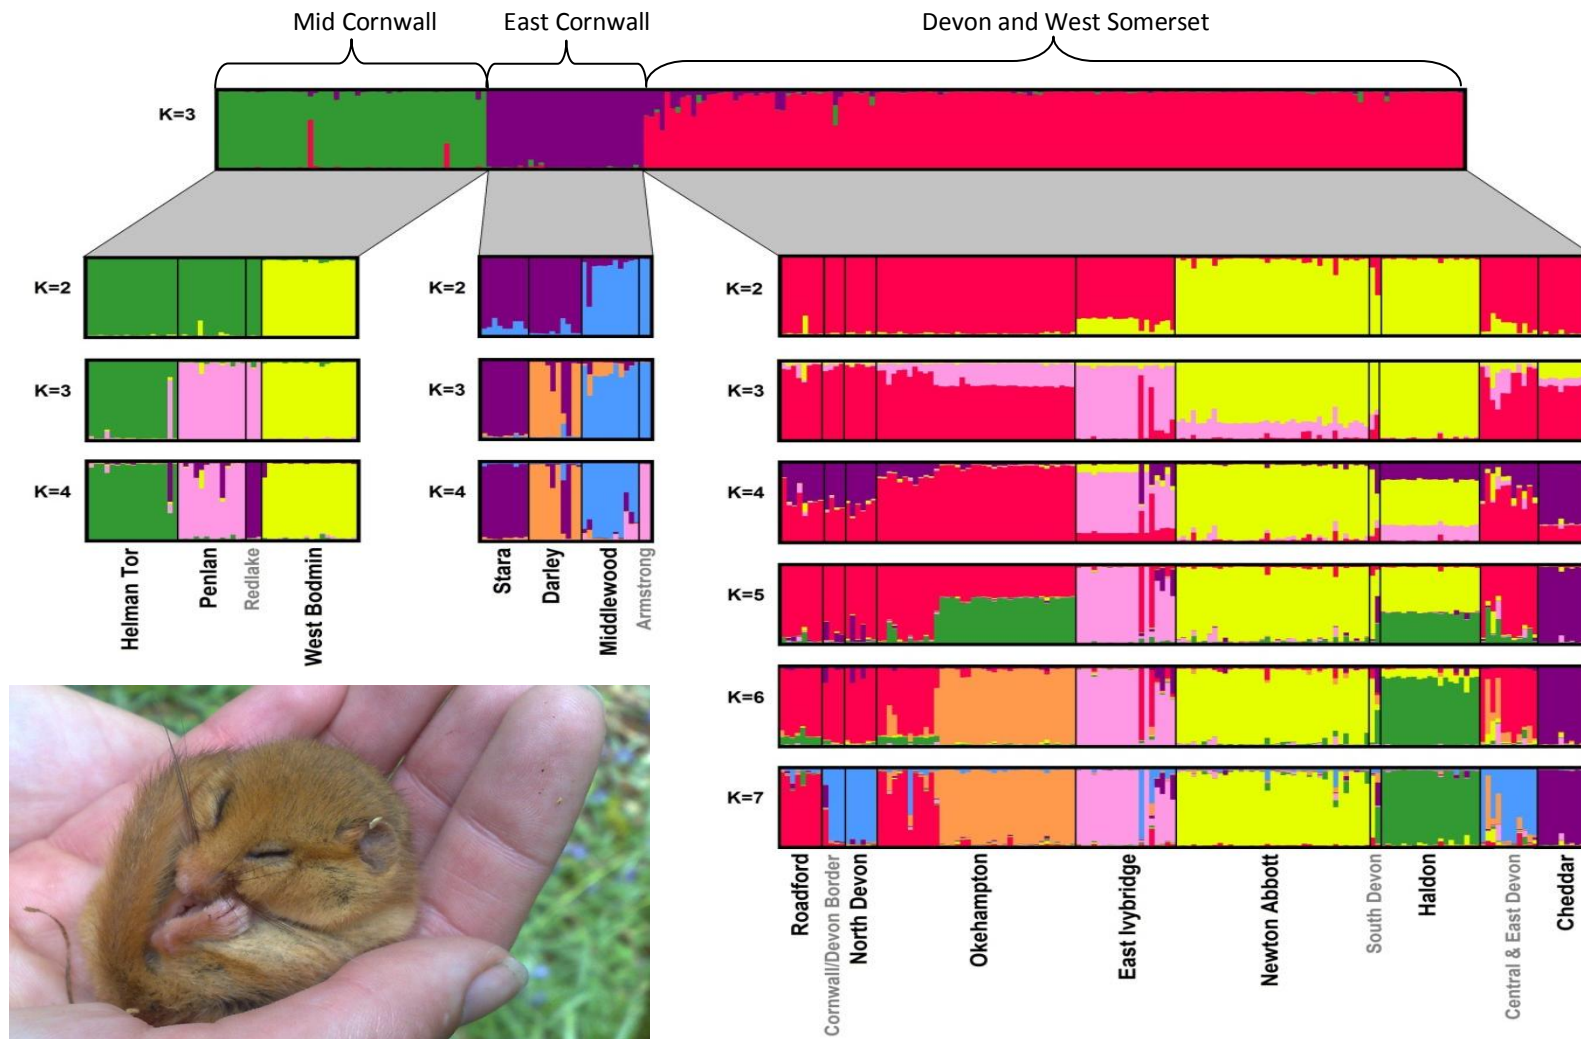 Mid Cornwall
East Cornwall
Devon and West Somerset
K=3
K=2
K=3
K=4
Helman Tor
Penlan
Redlake
West Bodmin
K=2
K=3
K=4
Stara
Darley
Middlewood
Armstrong
K=2
K=3
K=4
K=5
K=6
K=7
Roadford
Cornwall/Devon Border
North Devon
Okehampton
East Ivybridge
Newton Abbott
South Devon
Haldon
Central & East Devon
Cheddar